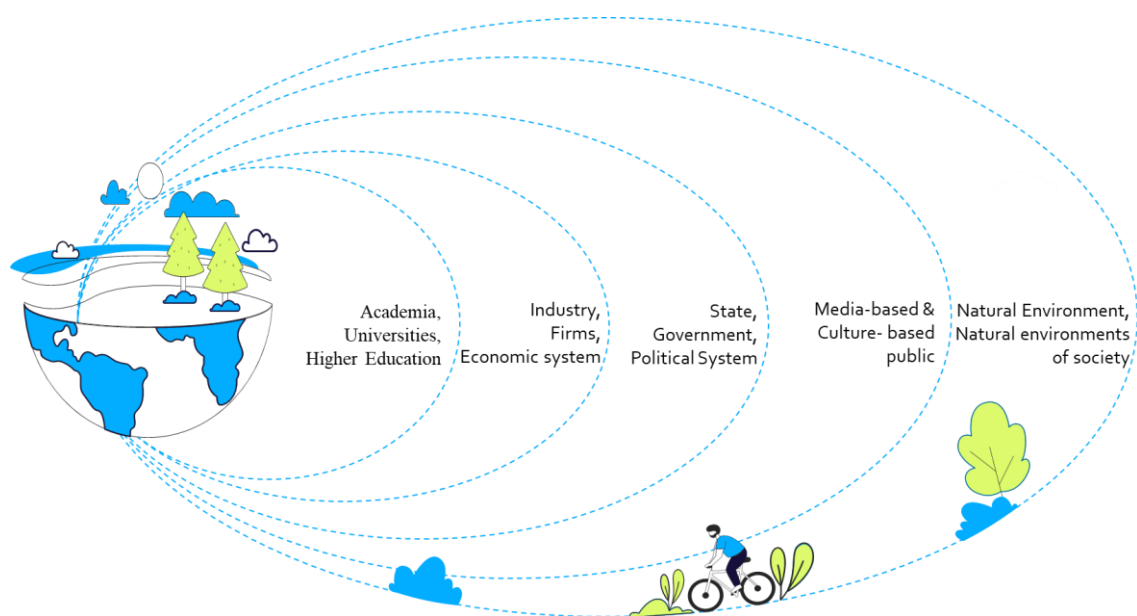 Academia,
Universities,
Higher Education
Industry,
Firms,
Economic system
State,
Government,
Political System
Media-based &
Culture- based
public
Natural Environment,
Natural environments
of society